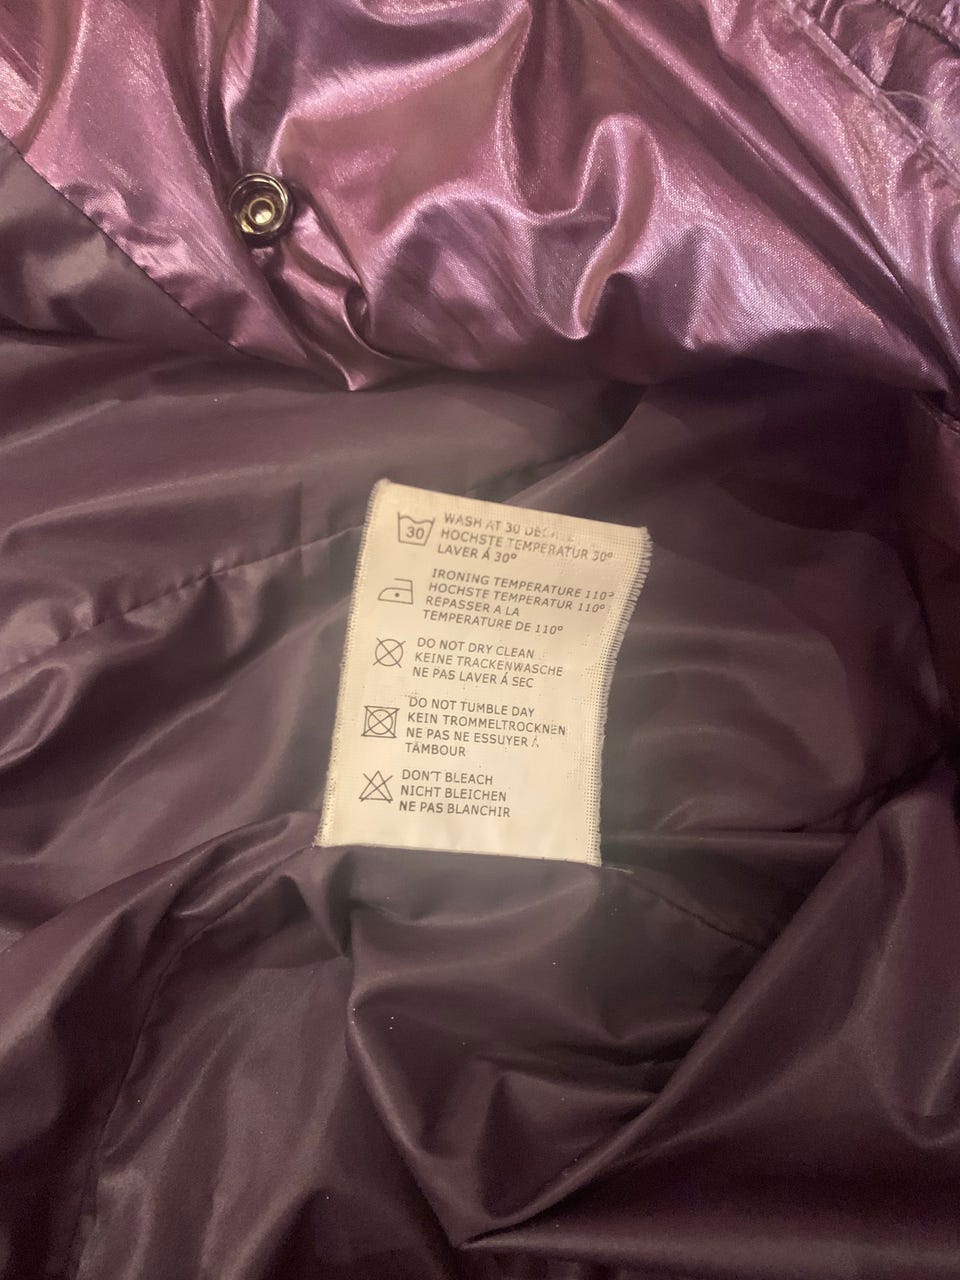 30
WASH AT 30
HOCHSTE TEMPERATUR 30°
LAVER Á 30°
IRONING TEMPERATURE 110°
HOCHSTE TEMPERATUR 110°
REPASSER A LA
TEMPERATURE DE 110°
DO NOT DRY CLEAN
KEINE TRACKENWASCHE
NE PAS LAVER Á SEC
DO NOT TUMBLE DAY
KEIN TROMMELTROCKNEN
NE PAS NE ESSUYER
TÄMBOUR
DON'T BLEACH
NICHT BLEICHEN
NE PAS BLANCHIR